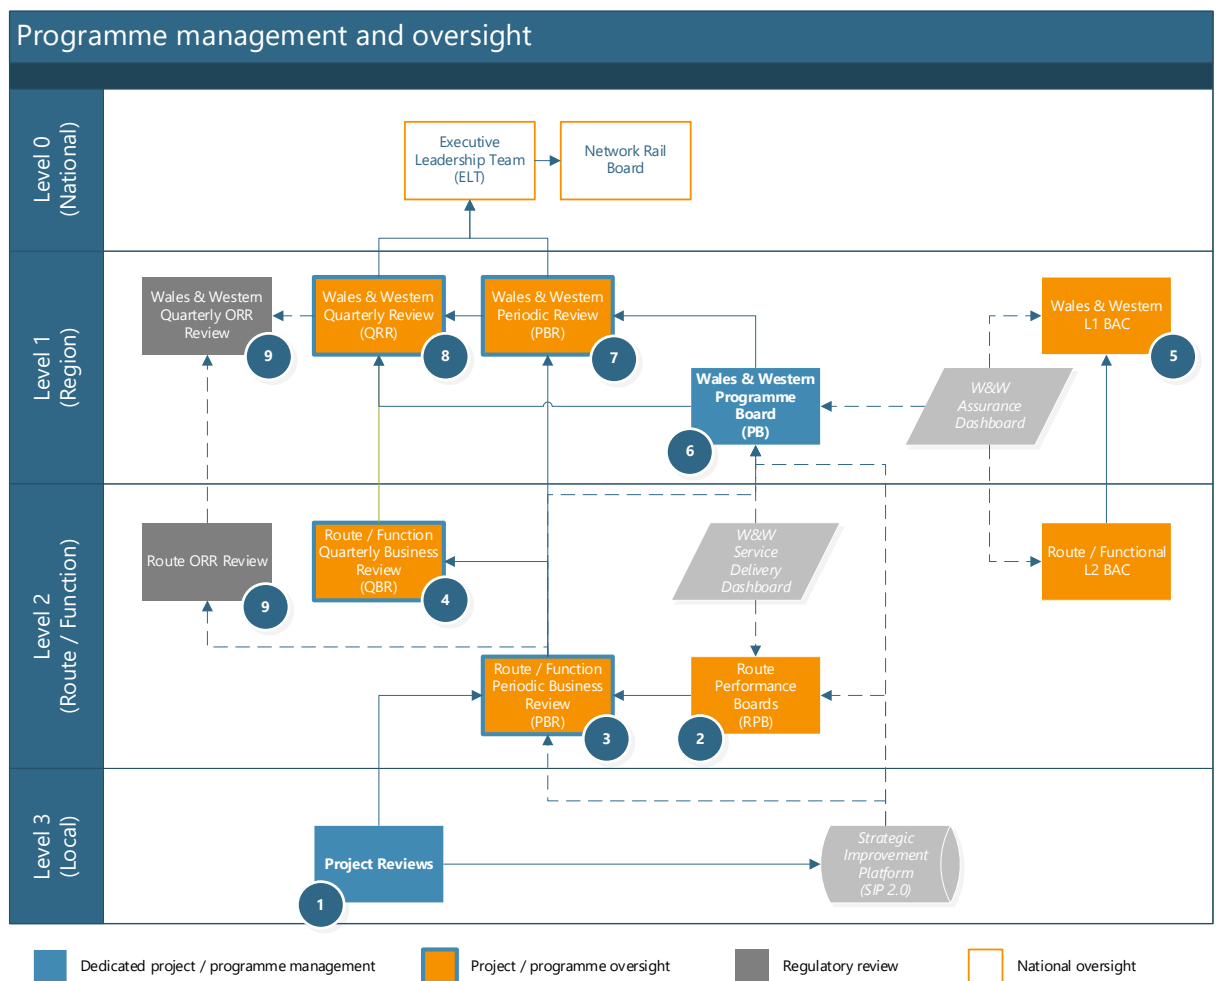 Programme management and oversight
Level 0
(National)
Executive
Leadership Team
(ELT)
Network Rail
Board
Level 1
(Region)
Wales & Western
Quarterly ORR
Review
9
Wales & Western
Quarterly Review
(QRR)
8
Wales & Western
Periodic Review
(PBR)
7
Wales & Western
Programme
Board
(PB)
6
W&W
Assurance
Dashboard
Wales & Western
L1 BAC
5
Level 2
(Route / Function)
Route ORR Review
9
Route / Function
Quarterly Business
Review
(QBR)
4
W&W
Service
Delivery
Dashboard
Route / Functional
L2 BAC
Route / Function
Periodic Business
Review
(PBR)
3
Route
Performance
Boards
(RPB)
2
Level 3
(Local)
Project Reviews
1
Strategic
Improvement
Platform
(SIP 2.0)
Dedicated project / programme management
Project / programme oversight
Regulatory review
National oversight